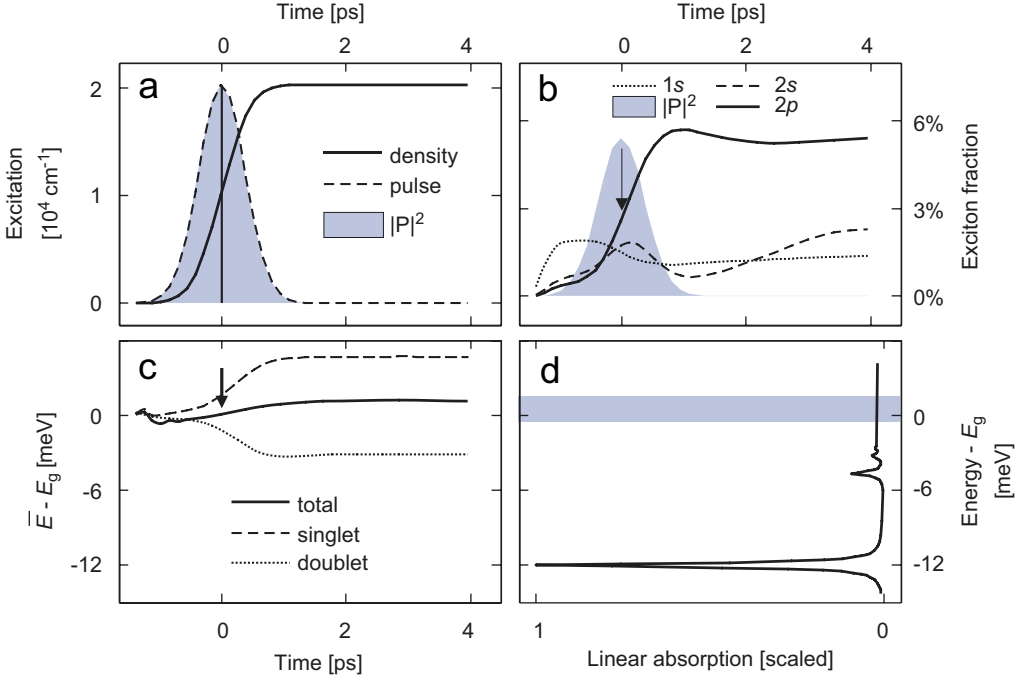 Time [ps]
0 2 4
Time [ps]
0 2 4
a
2
1
0
Excitation
[10⁴ cm⁻¹]
density
pulse
|P|²
b
1s 2s
|P|² 2p
6%
3%
0%
Exciton fraction
c
0
-6
-12
E̅ - E_g [meV]
total
singlet
doublet
0 2 4
Time [ps]
d
0
-6
-12
Energy - E_g
[meV]
1 0
Linear absorption [scaled]